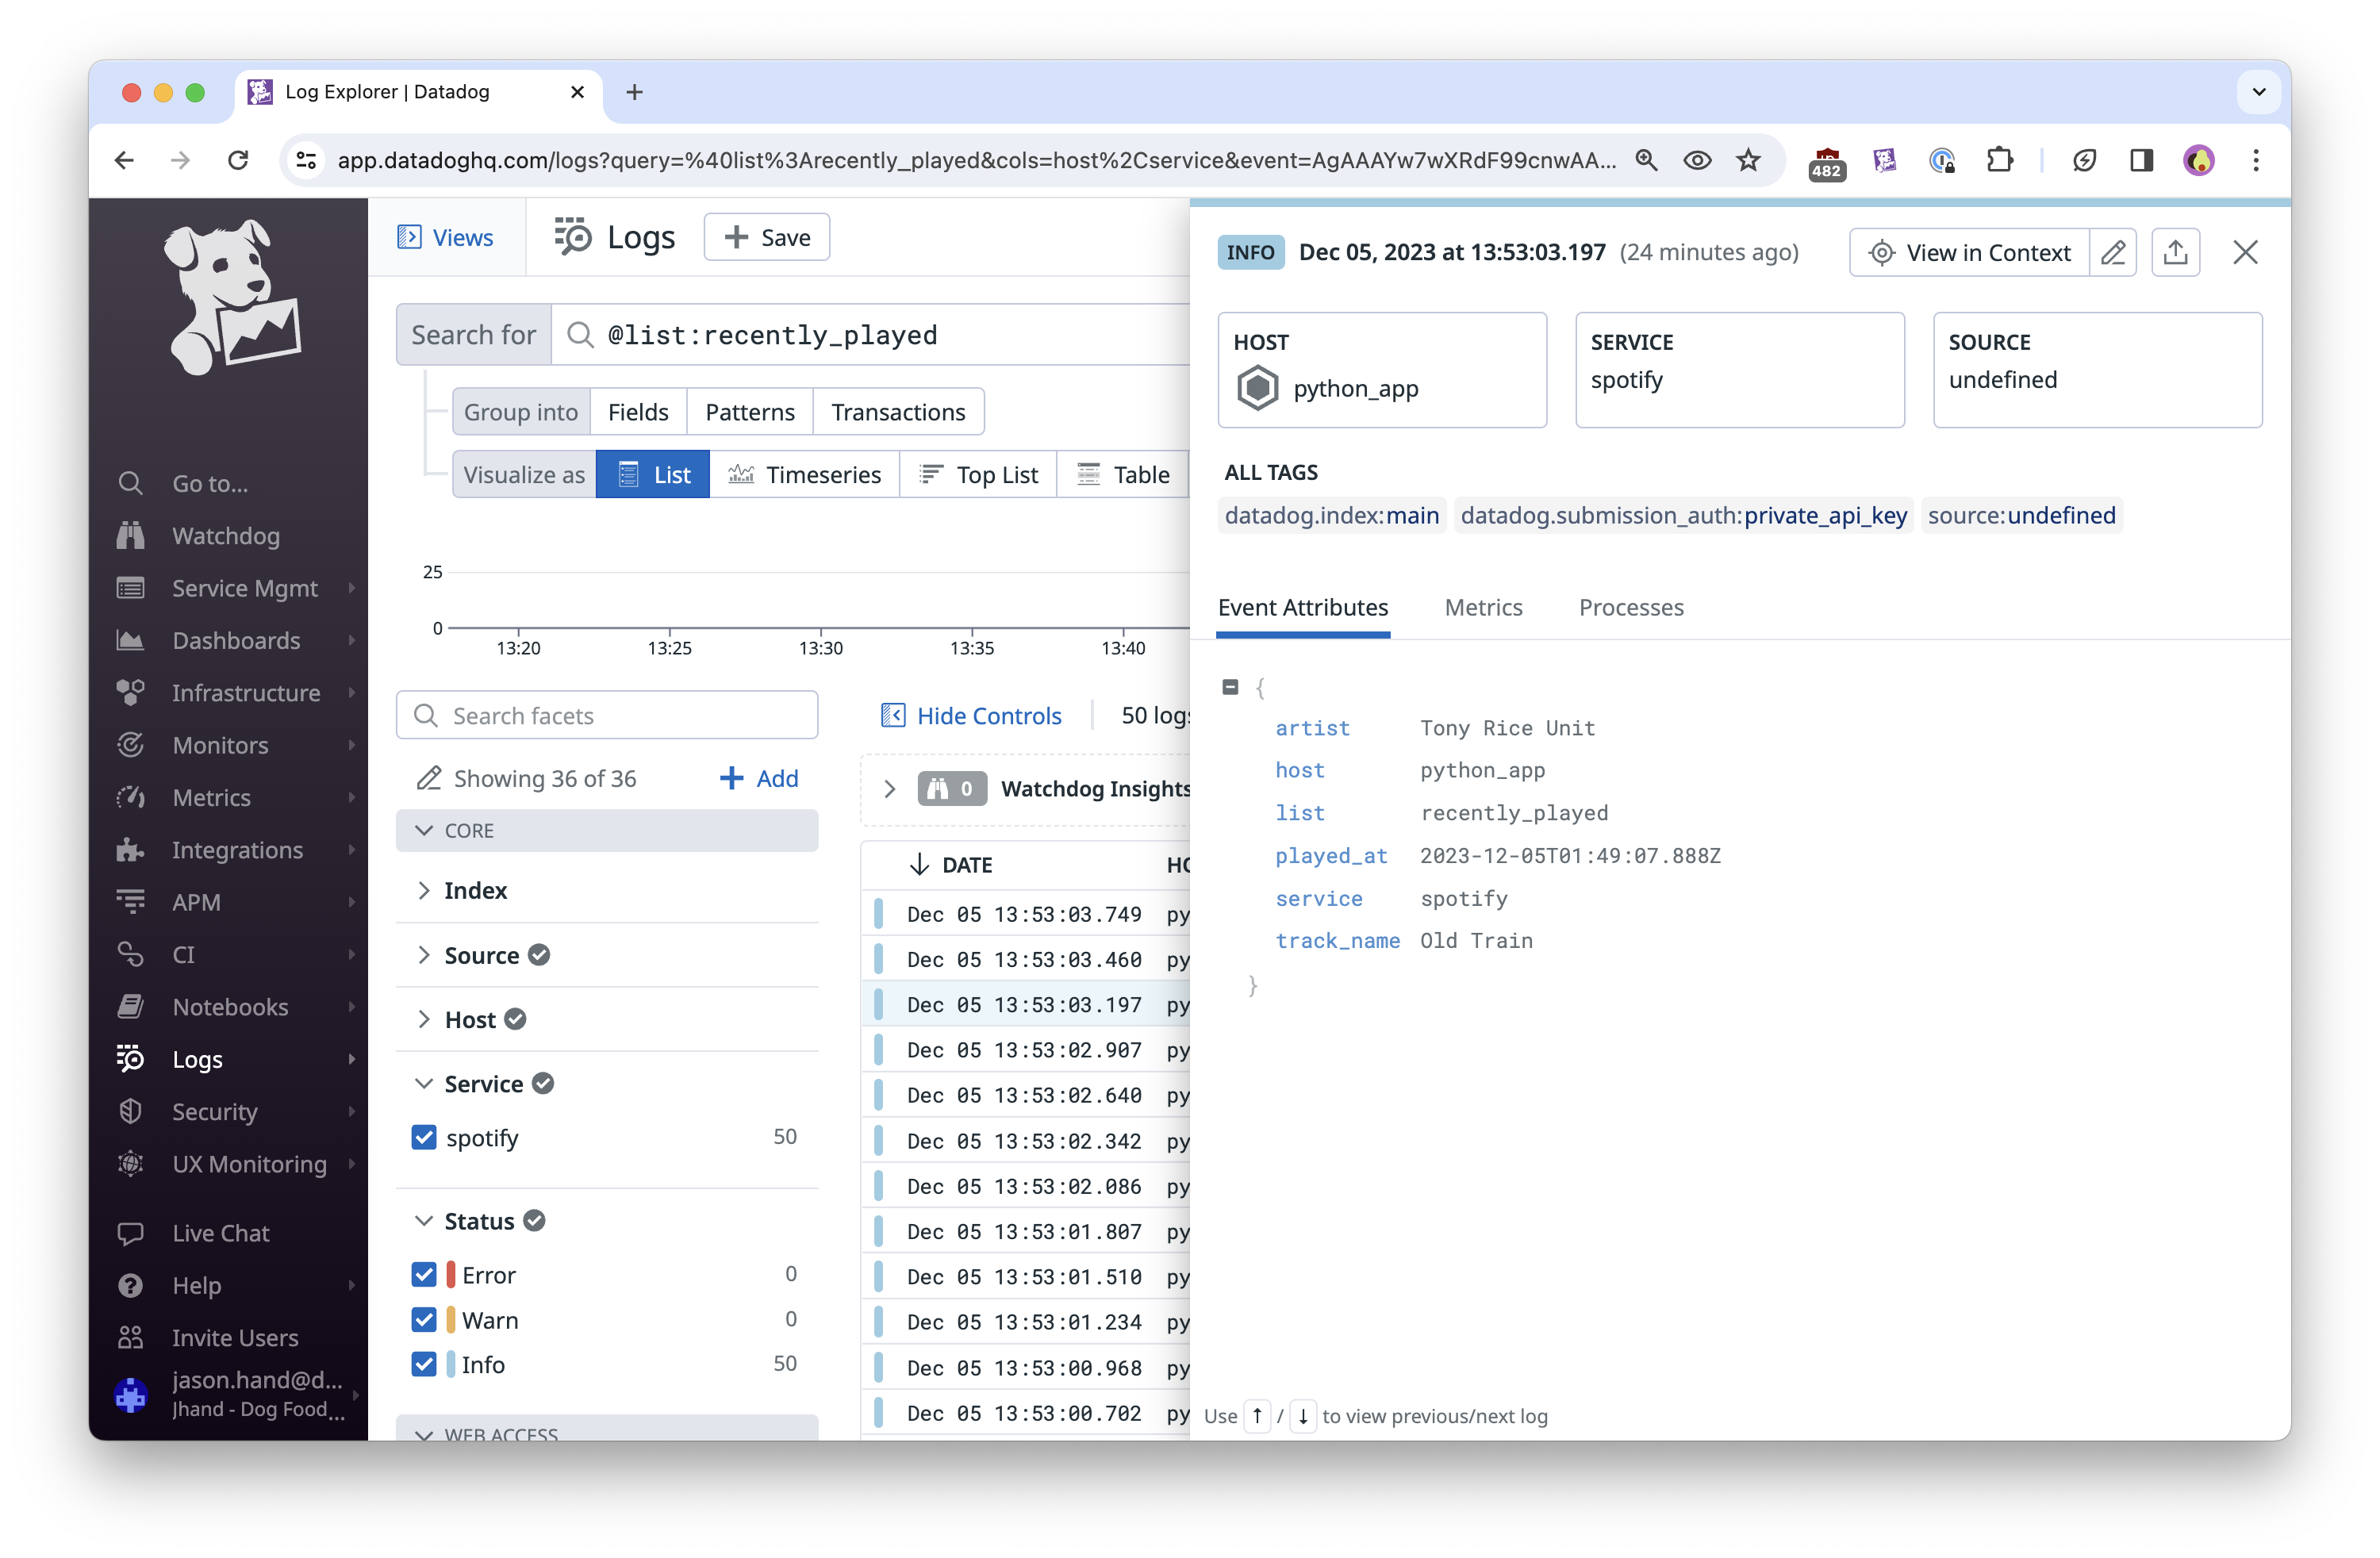 Log Explorer | Datadog
app.datadoghq.com/logs?query=%40list%3Arecently_played&cols=host%2Cservice&event=AgAAAYw7wXRdF99cnwAA...
482
Go to...
Watchdog
Service Mgmt
Dashboards
Infrastructure
Monitors
Metrics
Integrations
APM
CI
Notebooks
Logs
Security
UX Monitoring
Live Chat
Help
Invite Users
jason.hand@d...
Jhand - Dog Food...
Views
Logs
Save
Search for
@list:recently_played
Group into Fields Patterns Transactions
Visualize as List Timeseries Top List Table
25
0
13:20 13:25 13:30 13:35 13:40
Search facets
Showing 36 of 36 Add
CORE
Index
Source
Host
Service
spotify 50
Status
Error 0
Warn 0
Info 50
WEB ACCESS
Hide Controls 50 logs
0 Watchdog Insights
DATE HO
Dec 05 13:53:03.749 py
Dec 05 13:53:03.460 py
Dec 05 13:53:03.197 py
Dec 05 13:53:02.907 py
Dec 05 13:53:02.640 py
Dec 05 13:53:02.342 py
Dec 05 13:53:02.086 py
Dec 05 13:53:01.807 py
Dec 05 13:53:01.510 py
Dec 05 13:53:01.234 py
Dec 05 13:53:00.968 py
Dec 05 13:53:00.702 py
INFO Dec 05, 2023 at 13:53:03.197 (24 minutes ago)
View in Context
HOST
python_app
SERVICE
spotify
SOURCE
undefined
ALL TAGS
datadog.index:main datadog.submission_auth:private_api_key source:undefined
Event Attributes Metrics Processes
{
artist Tony Rice Unit
host python_app
list recently_played
played_at 2023-12-05T01:49:07.888Z
service spotify
track_name Old Train
}
Use ↑ / ↓ to view previous/next log